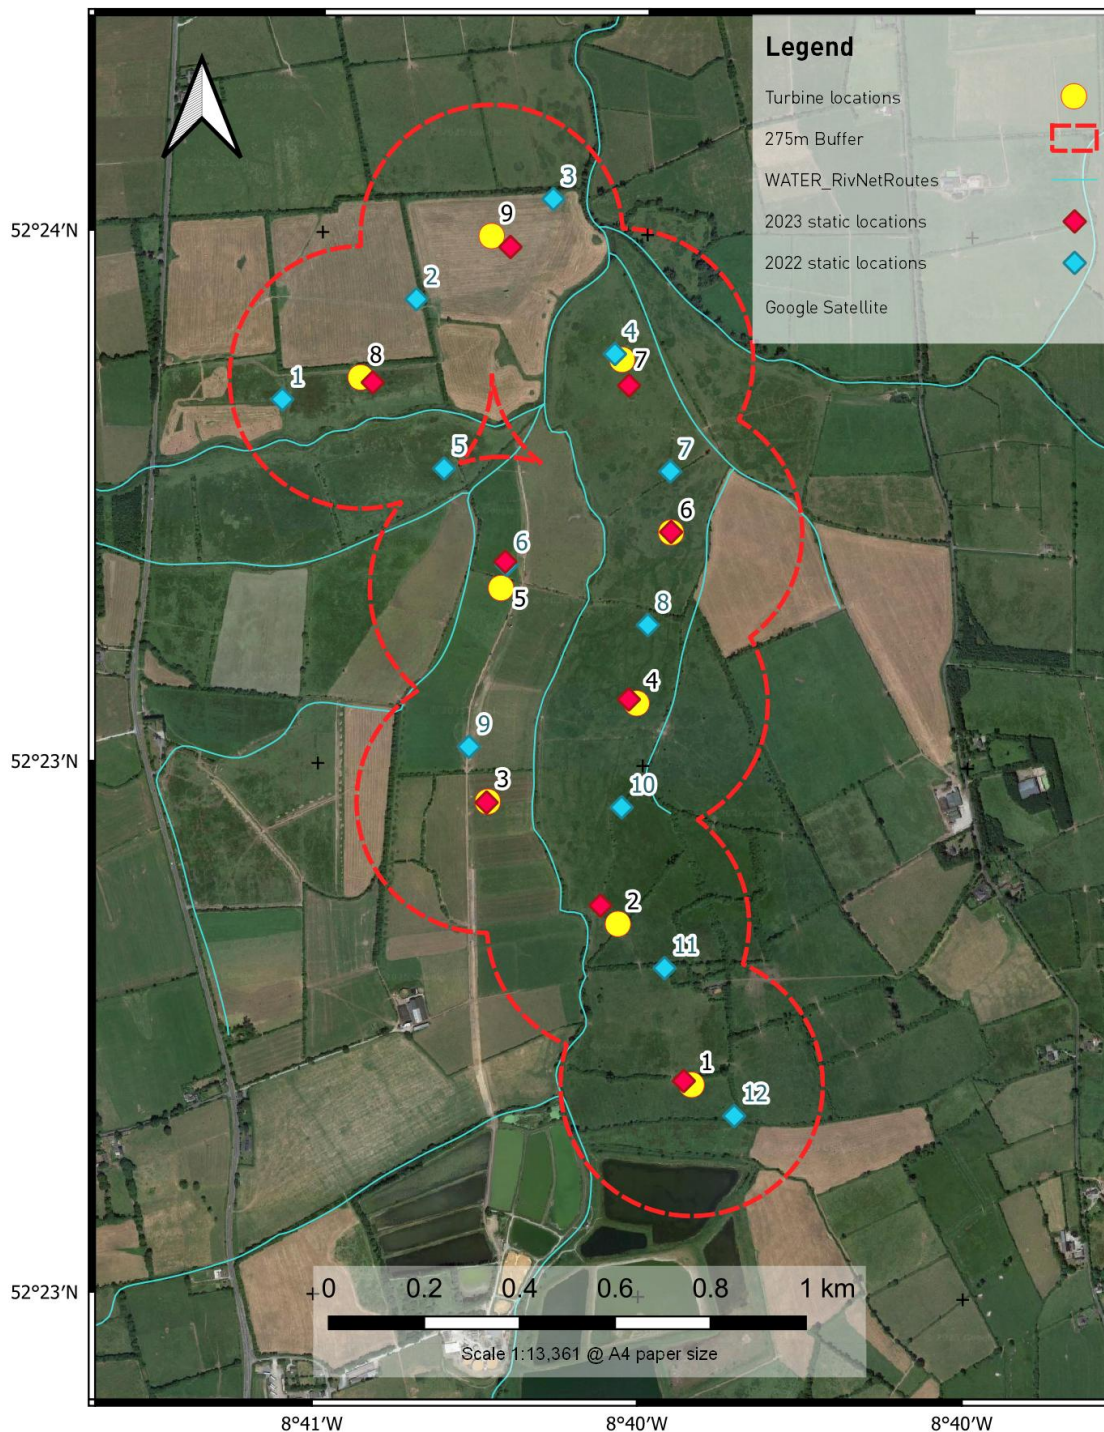 Legend
Turbine locations
275m Buffer
WATER_RivNetRoutes
2023 static locations
2022 static locations
Google Satellite
3
9
52°24′N
2
4
7
8
1
5
7
6
6
5
8
4
9
52°23′N
3
10
2
11
1
12
0 0.2 0.4 0.6 0.8 1 km
52°23′N
Scale 1:13,361 @ A4 paper size
8°41′W 8°40′W 8°40′W